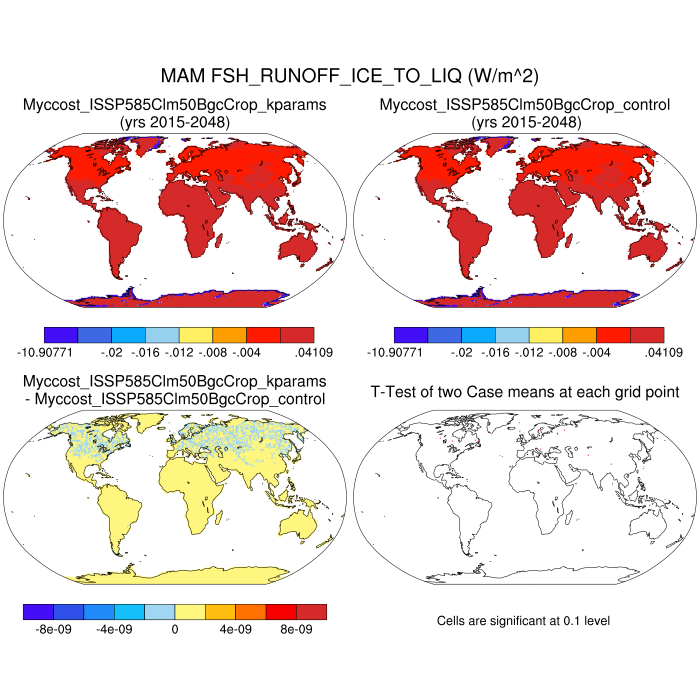 MAM FSH_RUNOFF_ICE_TO_LIQ (W/m^2)
Myccost_ISSP585Clm50BgcCrop_kparams
(yrs 2015-2048)
Myccost_ISSP585Clm50BgcCrop_control
(yrs 2015-2048)
-10.90771 -.02 -.016 -.012 -.008 -.004 .04109
-10.90771 -.02 -.016 -.012 -.008 -.004 .04109
Myccost_ISSP585Clm50BgcCrop_kparams
- Myccost_ISSP585Clm50BgcCrop_control
T-Test of two Case means at each grid point
-8e-09 -4e-09 0 4e-09 8e-09
Cells are significant at 0.1 level